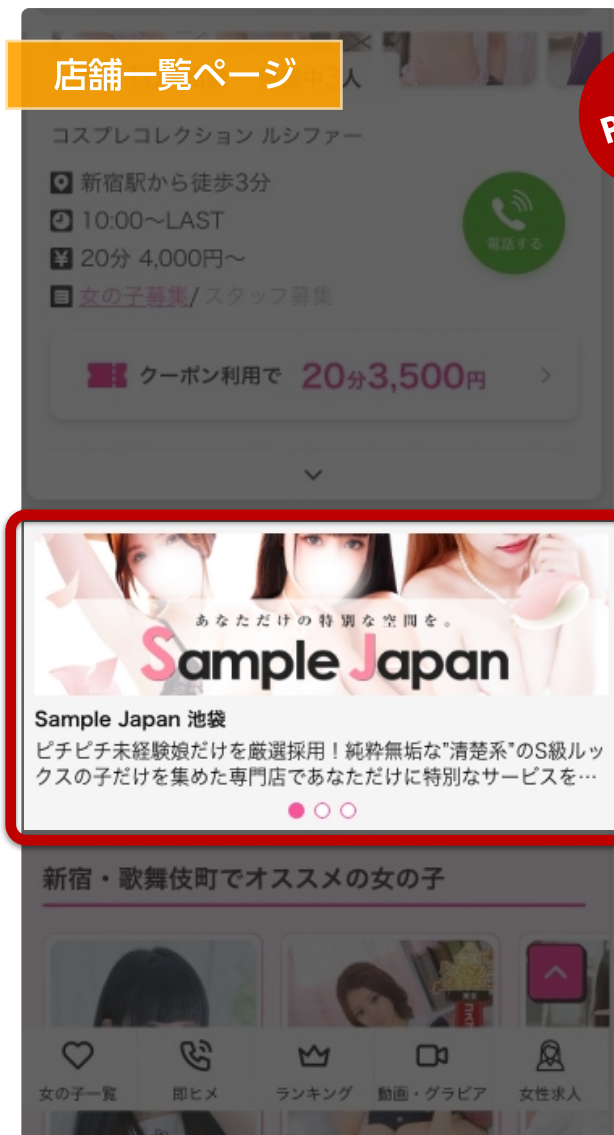 店舗一覧ページ
人
コスプレコレクション ルシファー
新宿駅から徒歩3分
10:00〜LAST
電話する
20分 4,000円〜
女の子募集/スタッフ募集
クーポン利用で 20分3,500円
あなただけの特別な空間を。
Sample Japan
Sample Japan 池袋
ピチピチ未経験娘だけを厳選採用!純粋無垢な"清楚系"のS級ルッ
クスの子だけを集めた専門店であなただけに特別なサービスを…
新宿・歌舞伎町でオススメの女の子
女の子一覧
即ヒメ
ランキング
動画・グラビア
女性求人